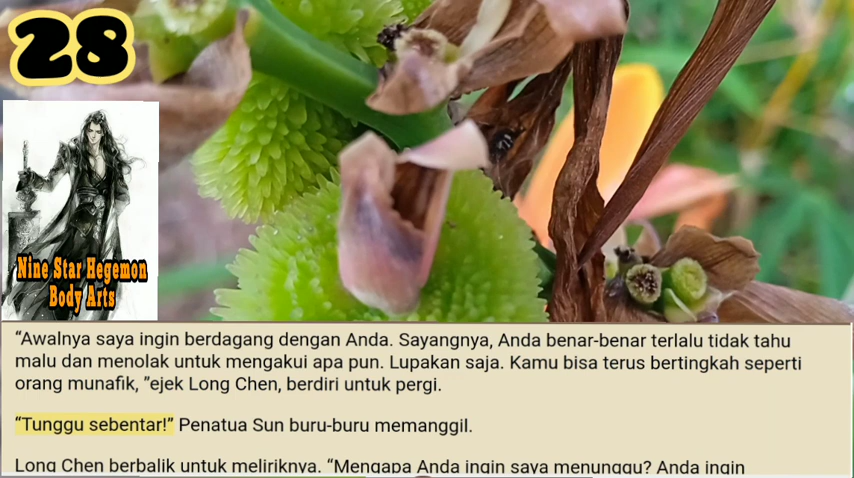 28
Nine Star Hegemon
Body Arts
“Awalnya saya ingin berdagang dengan Anda. Sayangnya, Anda benar-benar terlalu tidak tahu
malu dan menolak untuk mengakui apa pun. Lupakan saja. Kamu bisa terus bertingkah seperti
orang munafik, ”ejek Long Chen, berdiri untuk pergi.
“Tunggu sebentar!” Penatua Sun buru-buru memanggil.
Long Chen berbalik untuk meliriknya. “Mengapa Anda ingin saya menunggu? Anda ingin